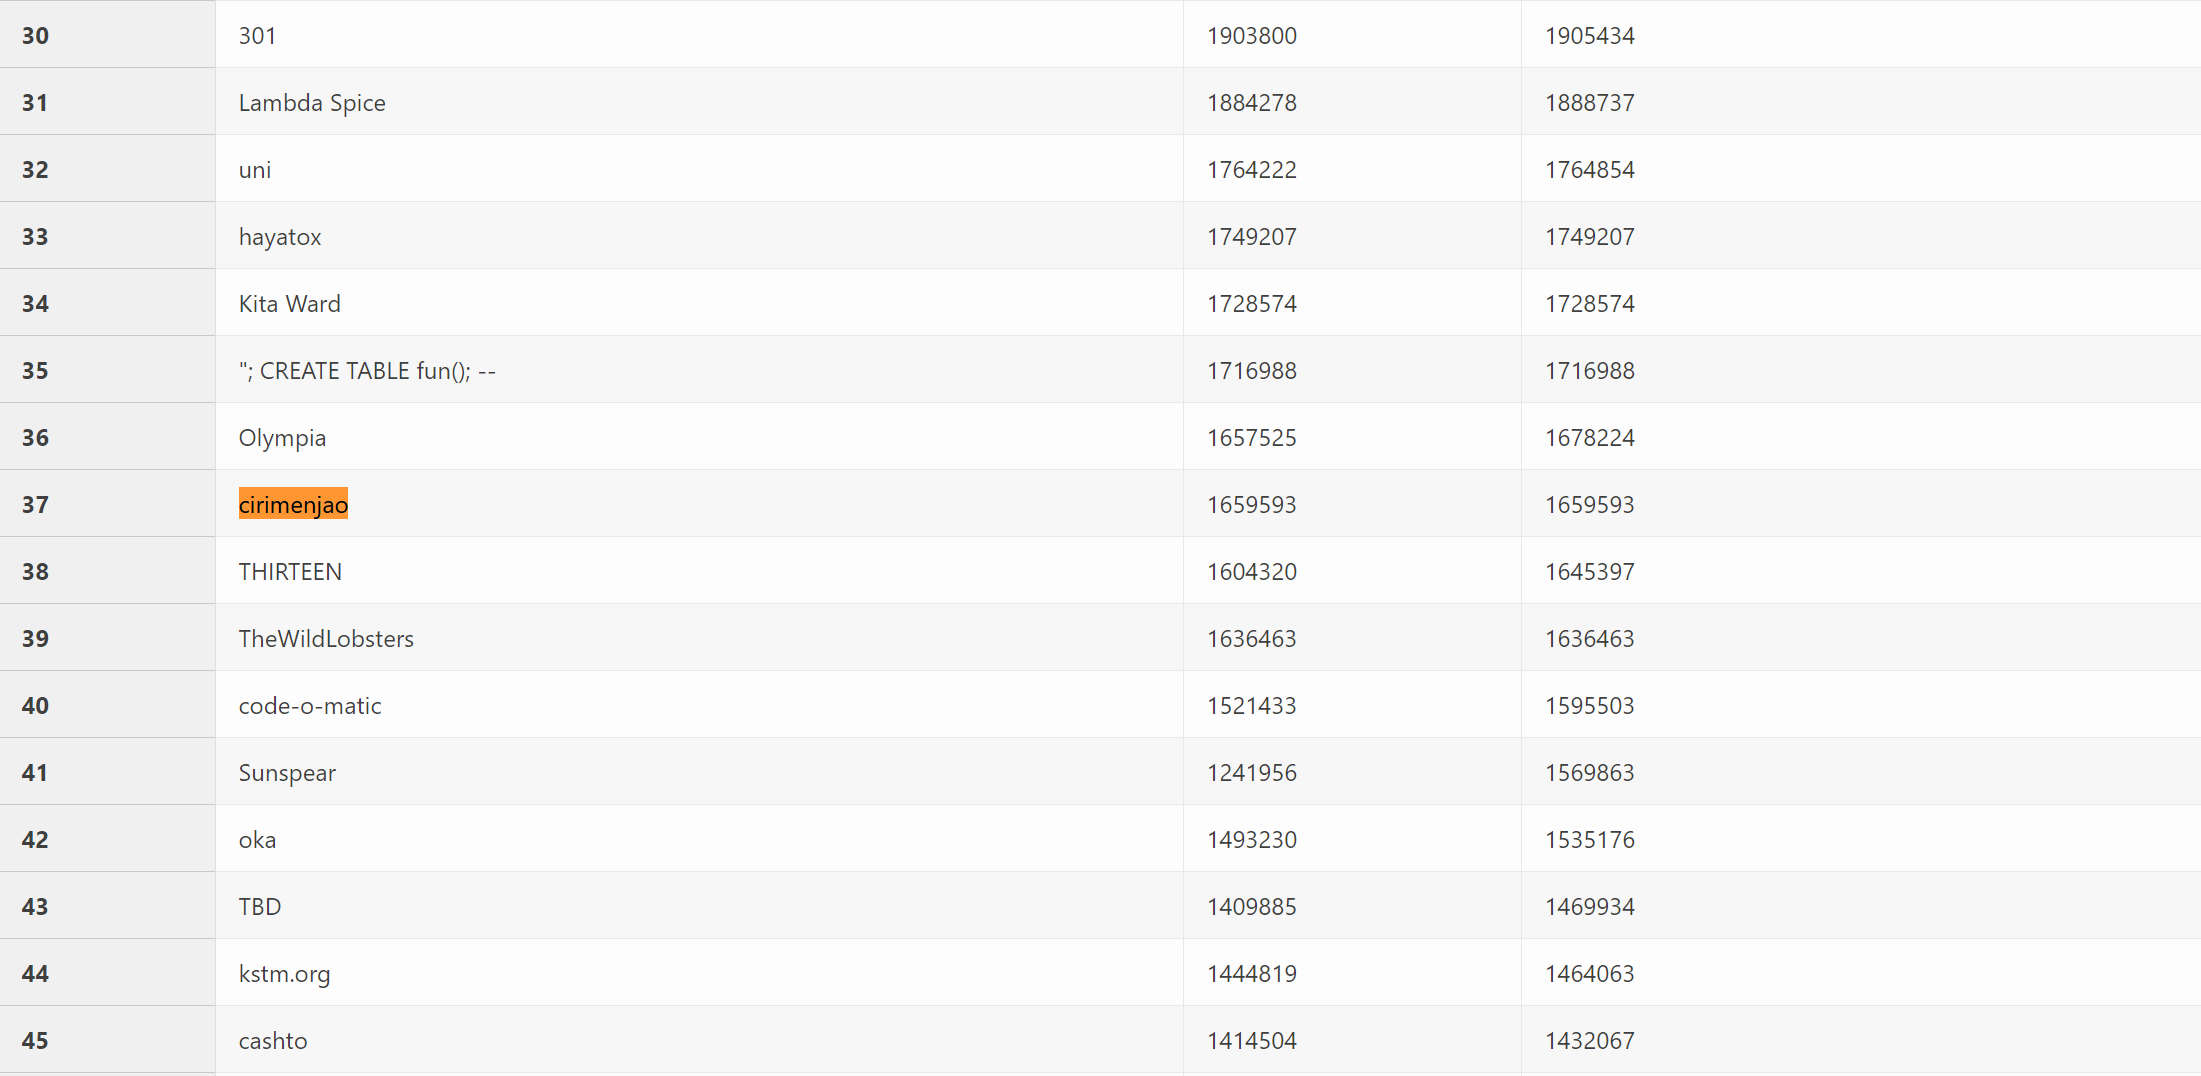 30 301 1903800 1905434
31 Lambda Spice 1884278 1888737
32 uni 1764222 1764854
33 hayatox 1749207 1749207
34 Kita Ward 1728574 1728574
35 "; CREATE TABLE fun(); -- 1716988 1716988
36 Olympia 1657525 1678224
37 cirimenjao 1659593 1659593
38 THIRTEEN 1604320 1645397
39 TheWildLobsters 1636463 1636463
40 code-o-matic 1521433 1595503
41 Sunspear 1241956 1569863
42 oka 1493230 1535176
43 TBD 1409885 1469934
44 kstm.org 1444819 1464063
45 cashto 1414504 1432067